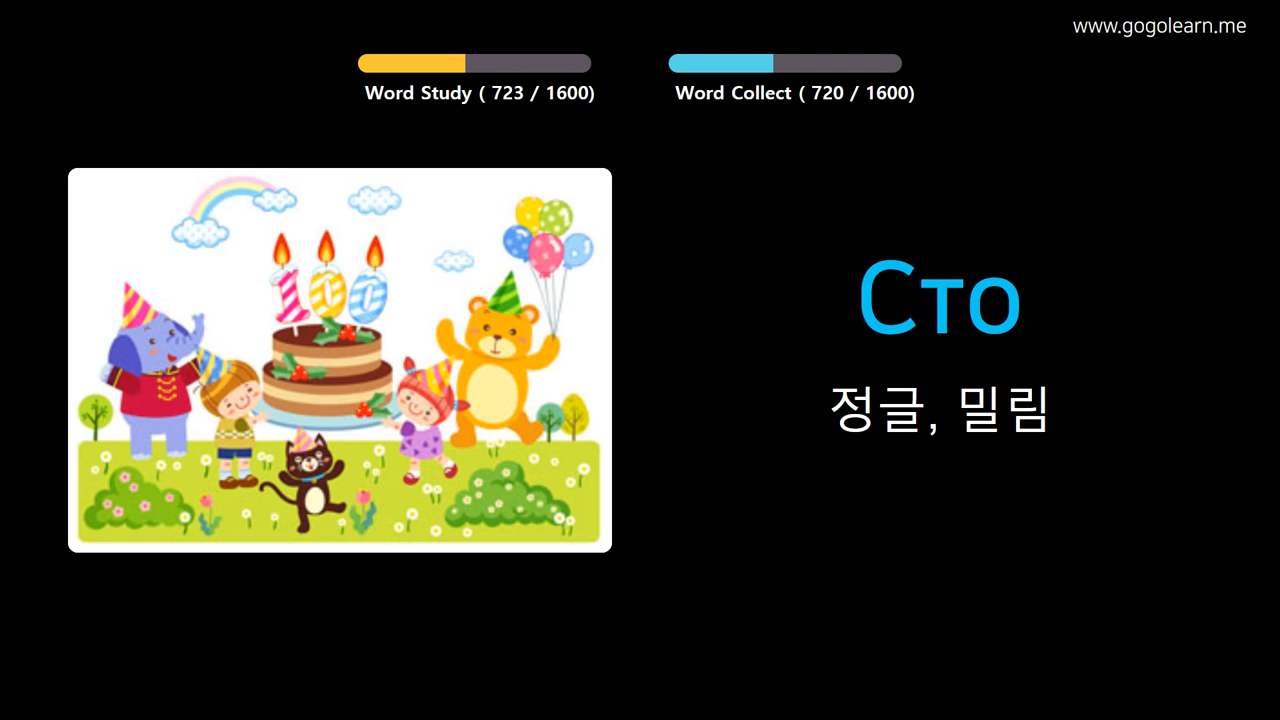 www.gogolearn.me
Word Study ( 723 / 1600)
Word Collect ( 720 / 1600)
100
Сто
정글, 밀림